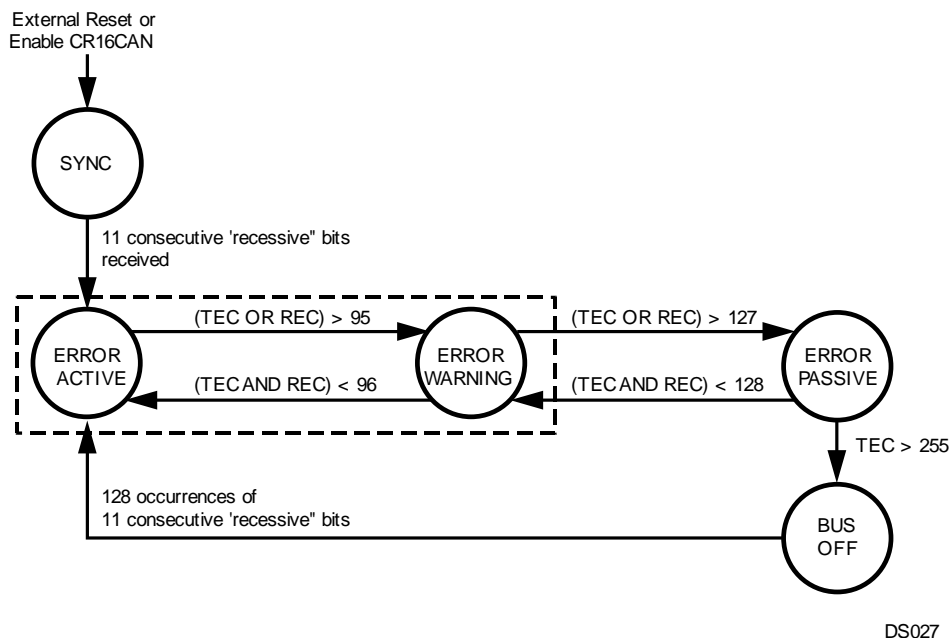 External Reset or
Enable CR16CAN
SYNC
11 consecutive 'recessive" bits
received
(TEC OR REC) > 95
(TEC OR REC) > 127
ERROR
ACTIVE
ERROR
WARNING
ERROR
PASSIVE
(TEC AND REC) < 96
(TEC AND REC) < 128
TEC > 255
128 occurrences of
11 consecutive 'recessive" bits
BUS
OFF
DS027